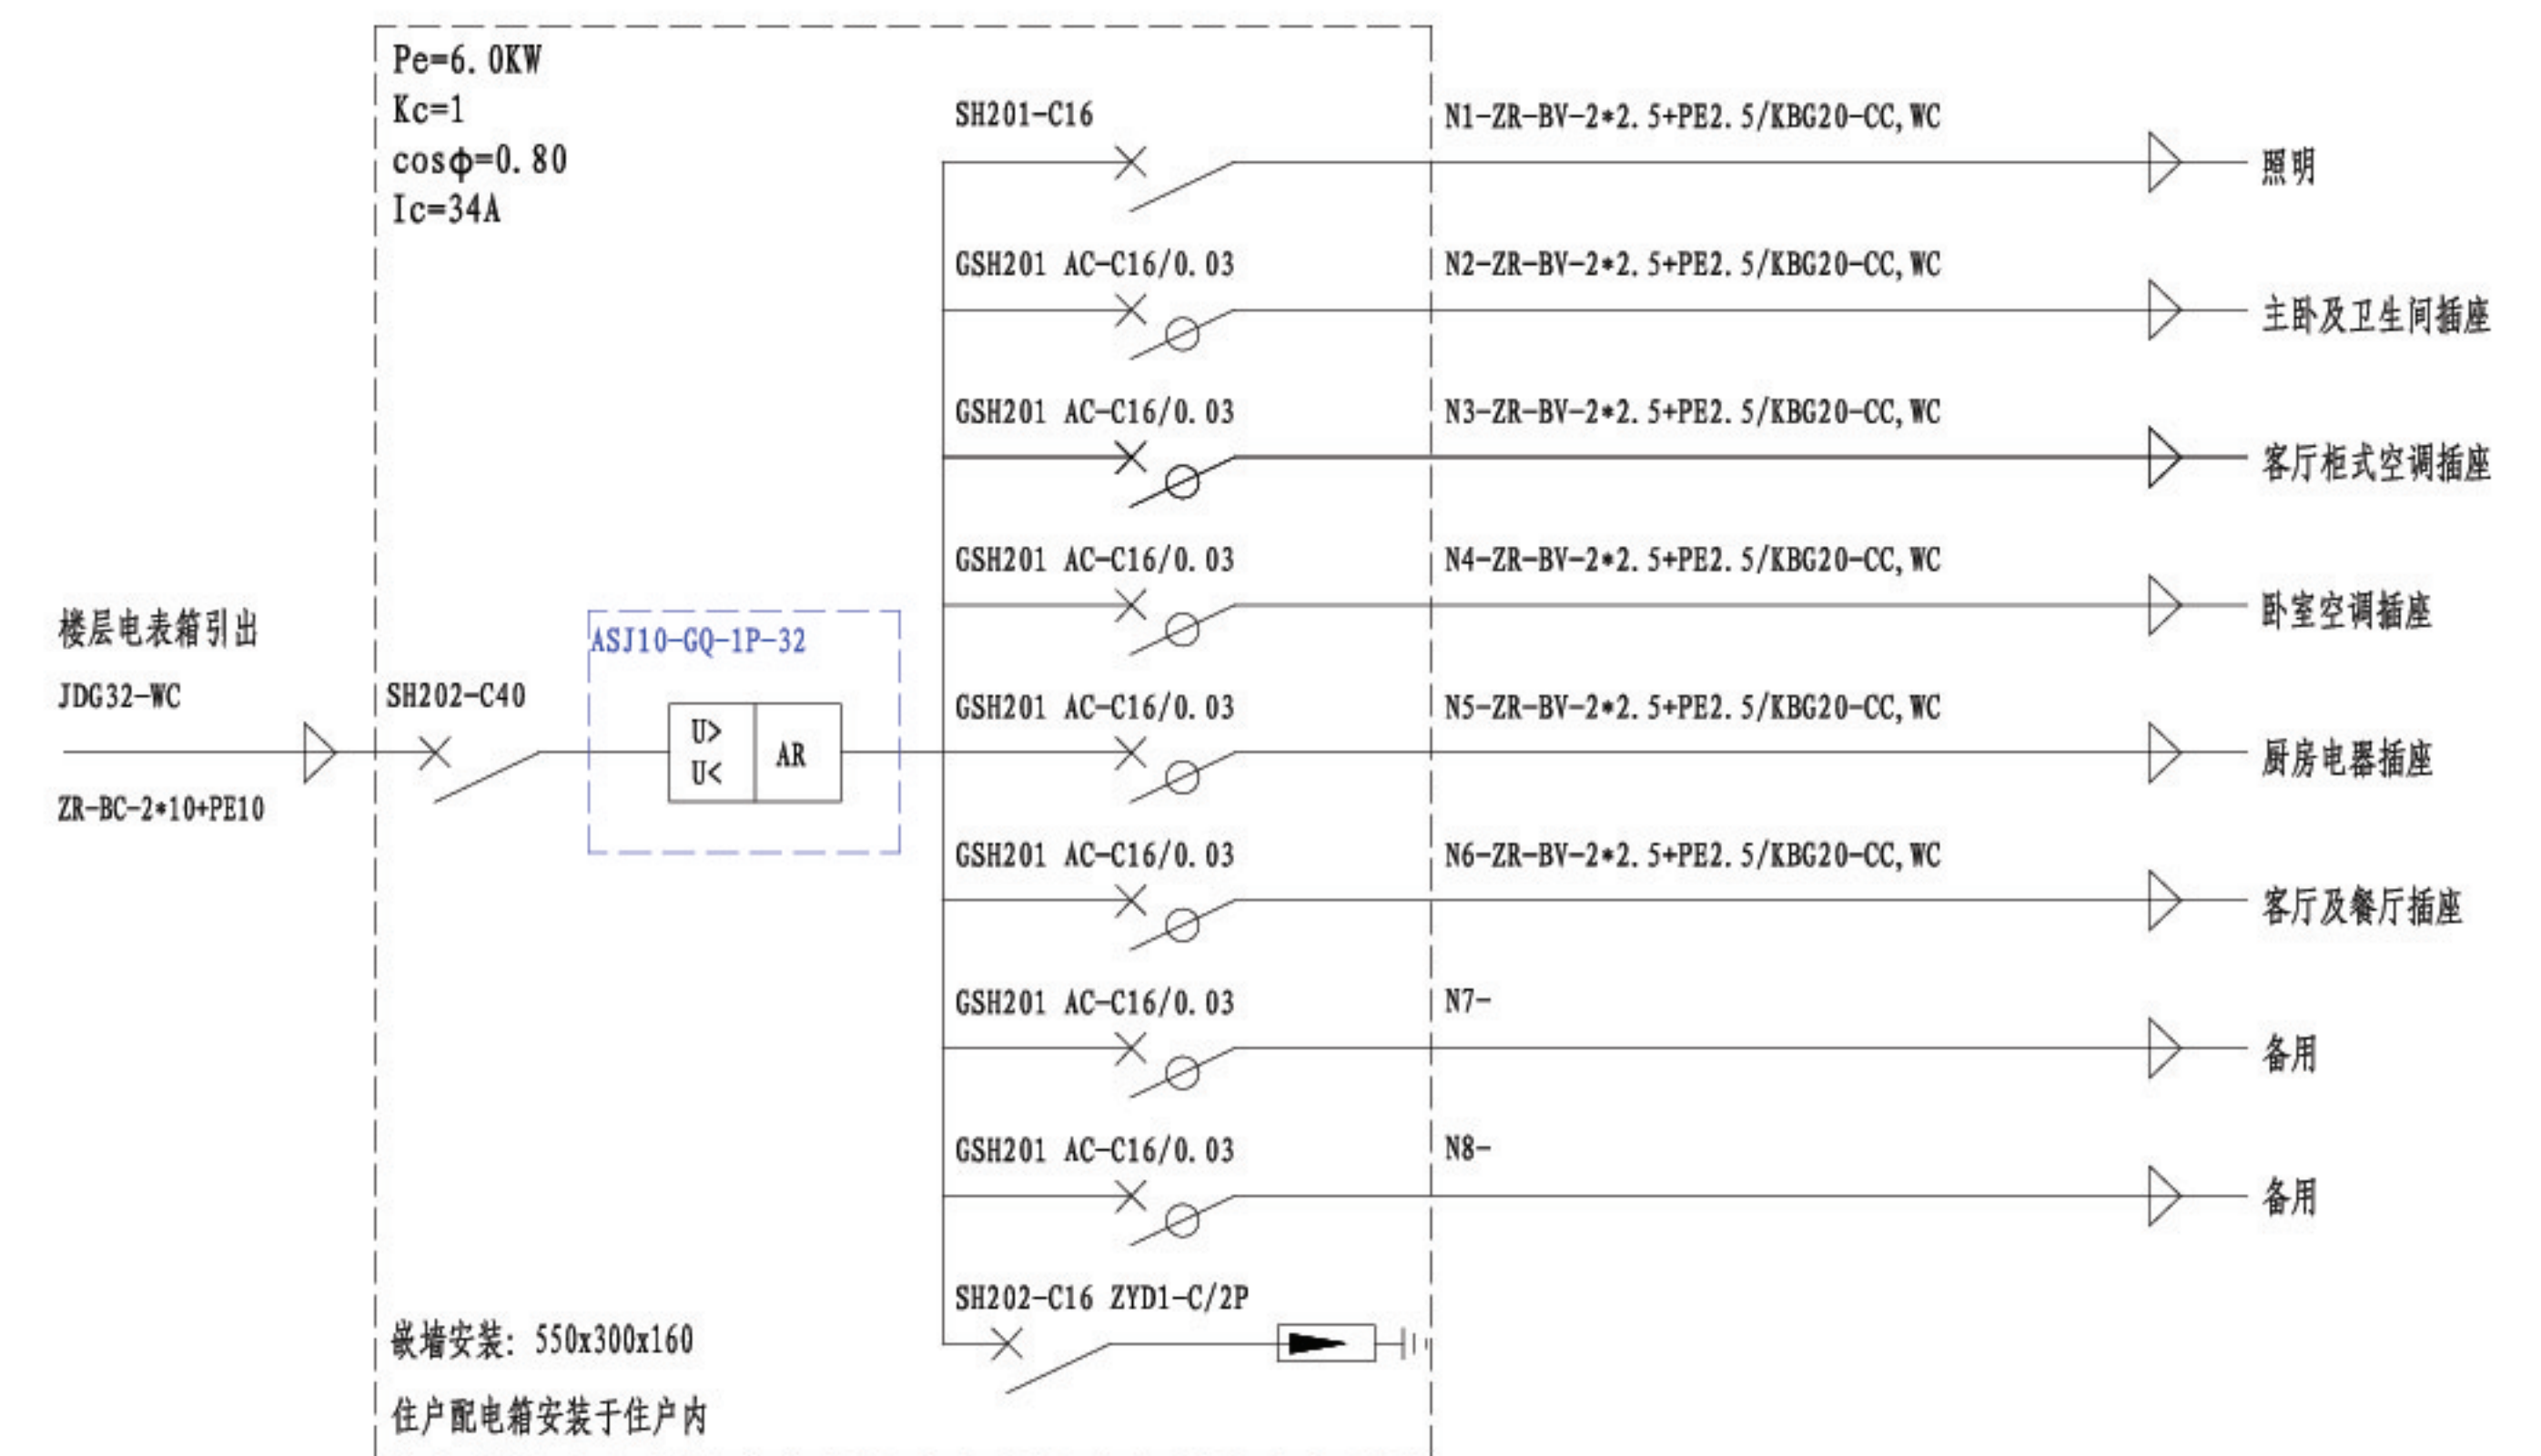 Pe=6.0KW
Kc=1
cosϕ=0.80
Ic=34A
SH201-C16
N1-ZR-BV-2*2.5+PE2.5/KBG20-CC,WC
照明
GSH201 AC-C16/0.03
N2-ZR-BV-2*2.5+PE2.5/KBG20-CC,WC
主卧及卫生间插座
GSH201 AC-C16/0.03
N3-ZR-BV-2*2.5+PE2.5/KBG20-CC,WC
客厅柜式空调插座
GSH201 AC-C16/0.03
N4-ZR-BV-2*2.5+PE2.5/KBG20-CC,WC
卧室空调插座
楼层电表箱引出
JDG32-WC
ZR-BC-2*10+PE10
SH202-C40
ASJ10-GQ-1P-32
U>
U<
AR
GSH201 AC-C16/0.03
N5-ZR-BV-2*2.5+PE2.5/KBG20-CC,WC
厨房电器插座
GSH201 AC-C16/0.03
N6-ZR-BV-2*2.5+PE2.5/KBG20-CC,WC
客厅及餐厅插座
GSH201 AC-C16/0.03
N7-
备用
GSH201 AC-C16/0.03
N8-
备用
SH202-C16 ZYD1-C/2P
嵌墙安装: 550x300x160
住户配电箱安装于住户内